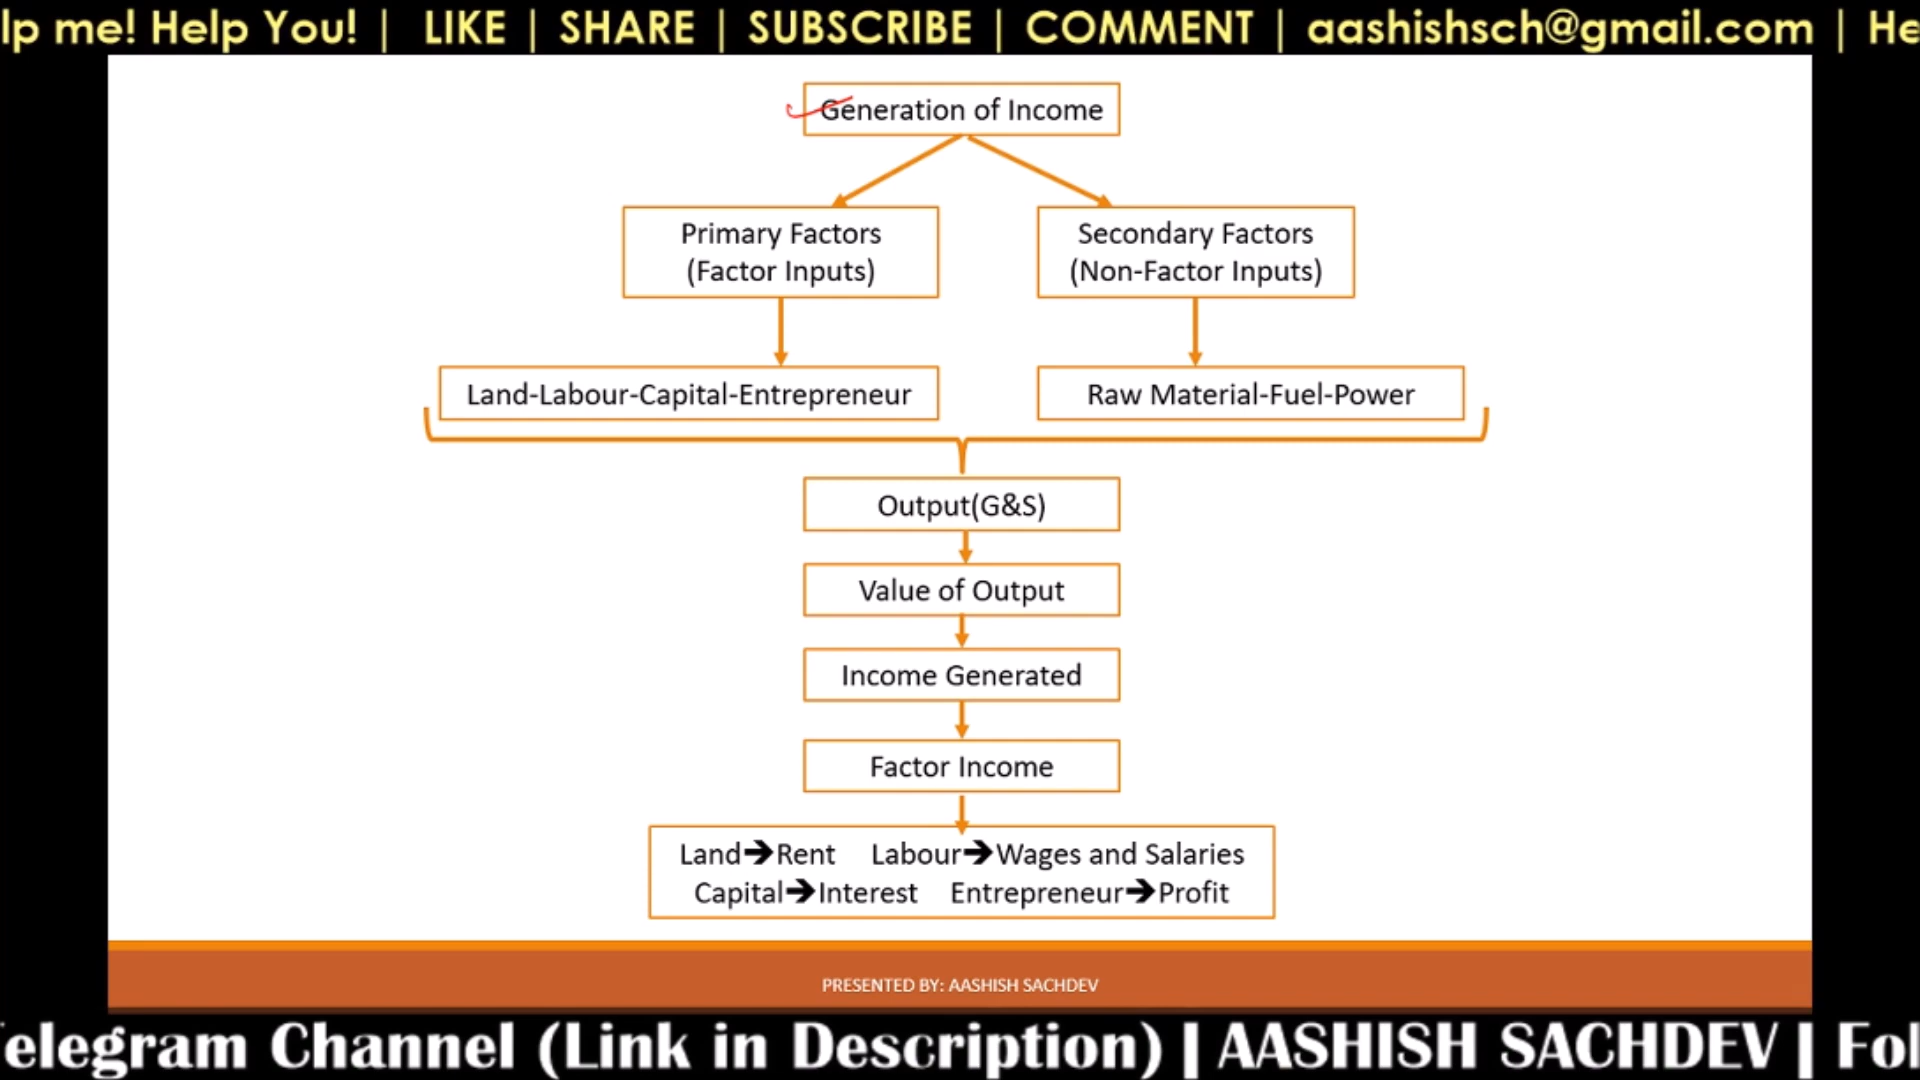 lp me! Help You! | LIKE | SHARE | SUBSCRIBE | COMMENT | aashishsch@gmail.com | He
Generation of Income
Primary Factors
(Factor Inputs)
Secondary Factors
(Non-Factor Inputs)
Land-Labour-Capital-Entrepreneur
Raw Material-Fuel-Power
Output(G&S)
Value of Output
Income Generated
Factor Income
Land➔Rent Labour➔Wages and Salaries
Capital➔Interest Entrepreneur➔Profit
PRESENTED BY: AASHISH SACHDEV
elegram Channel (Link in Description) | AASHISH SACHDEV | Fol